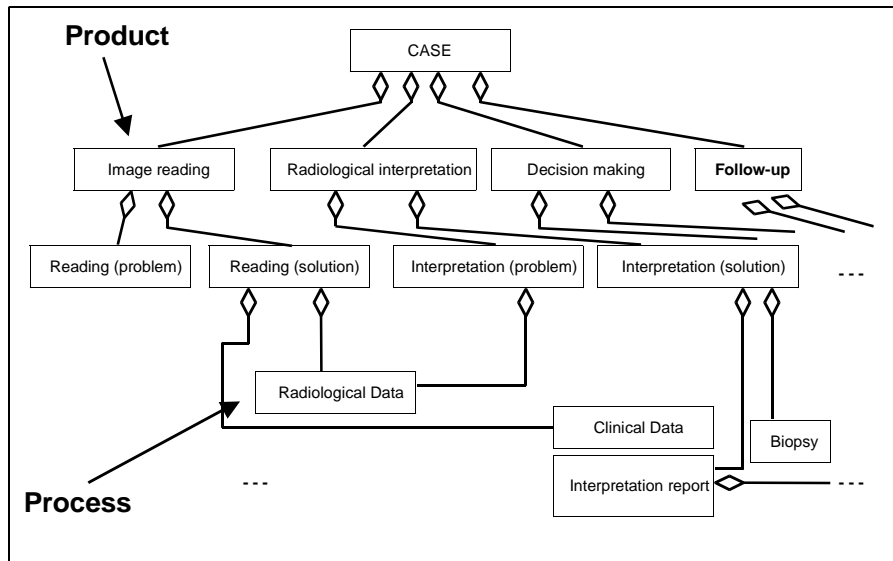 Product
CASE
Image reading
Radiological interpretation
Decision making
Follow-up
Reading (problem)
Reading (solution)
Interpretation (problem)
Interpretation (solution)
---
Radiological Data
Clinical Data
Biopsy
---
Interpretation report
---
Process